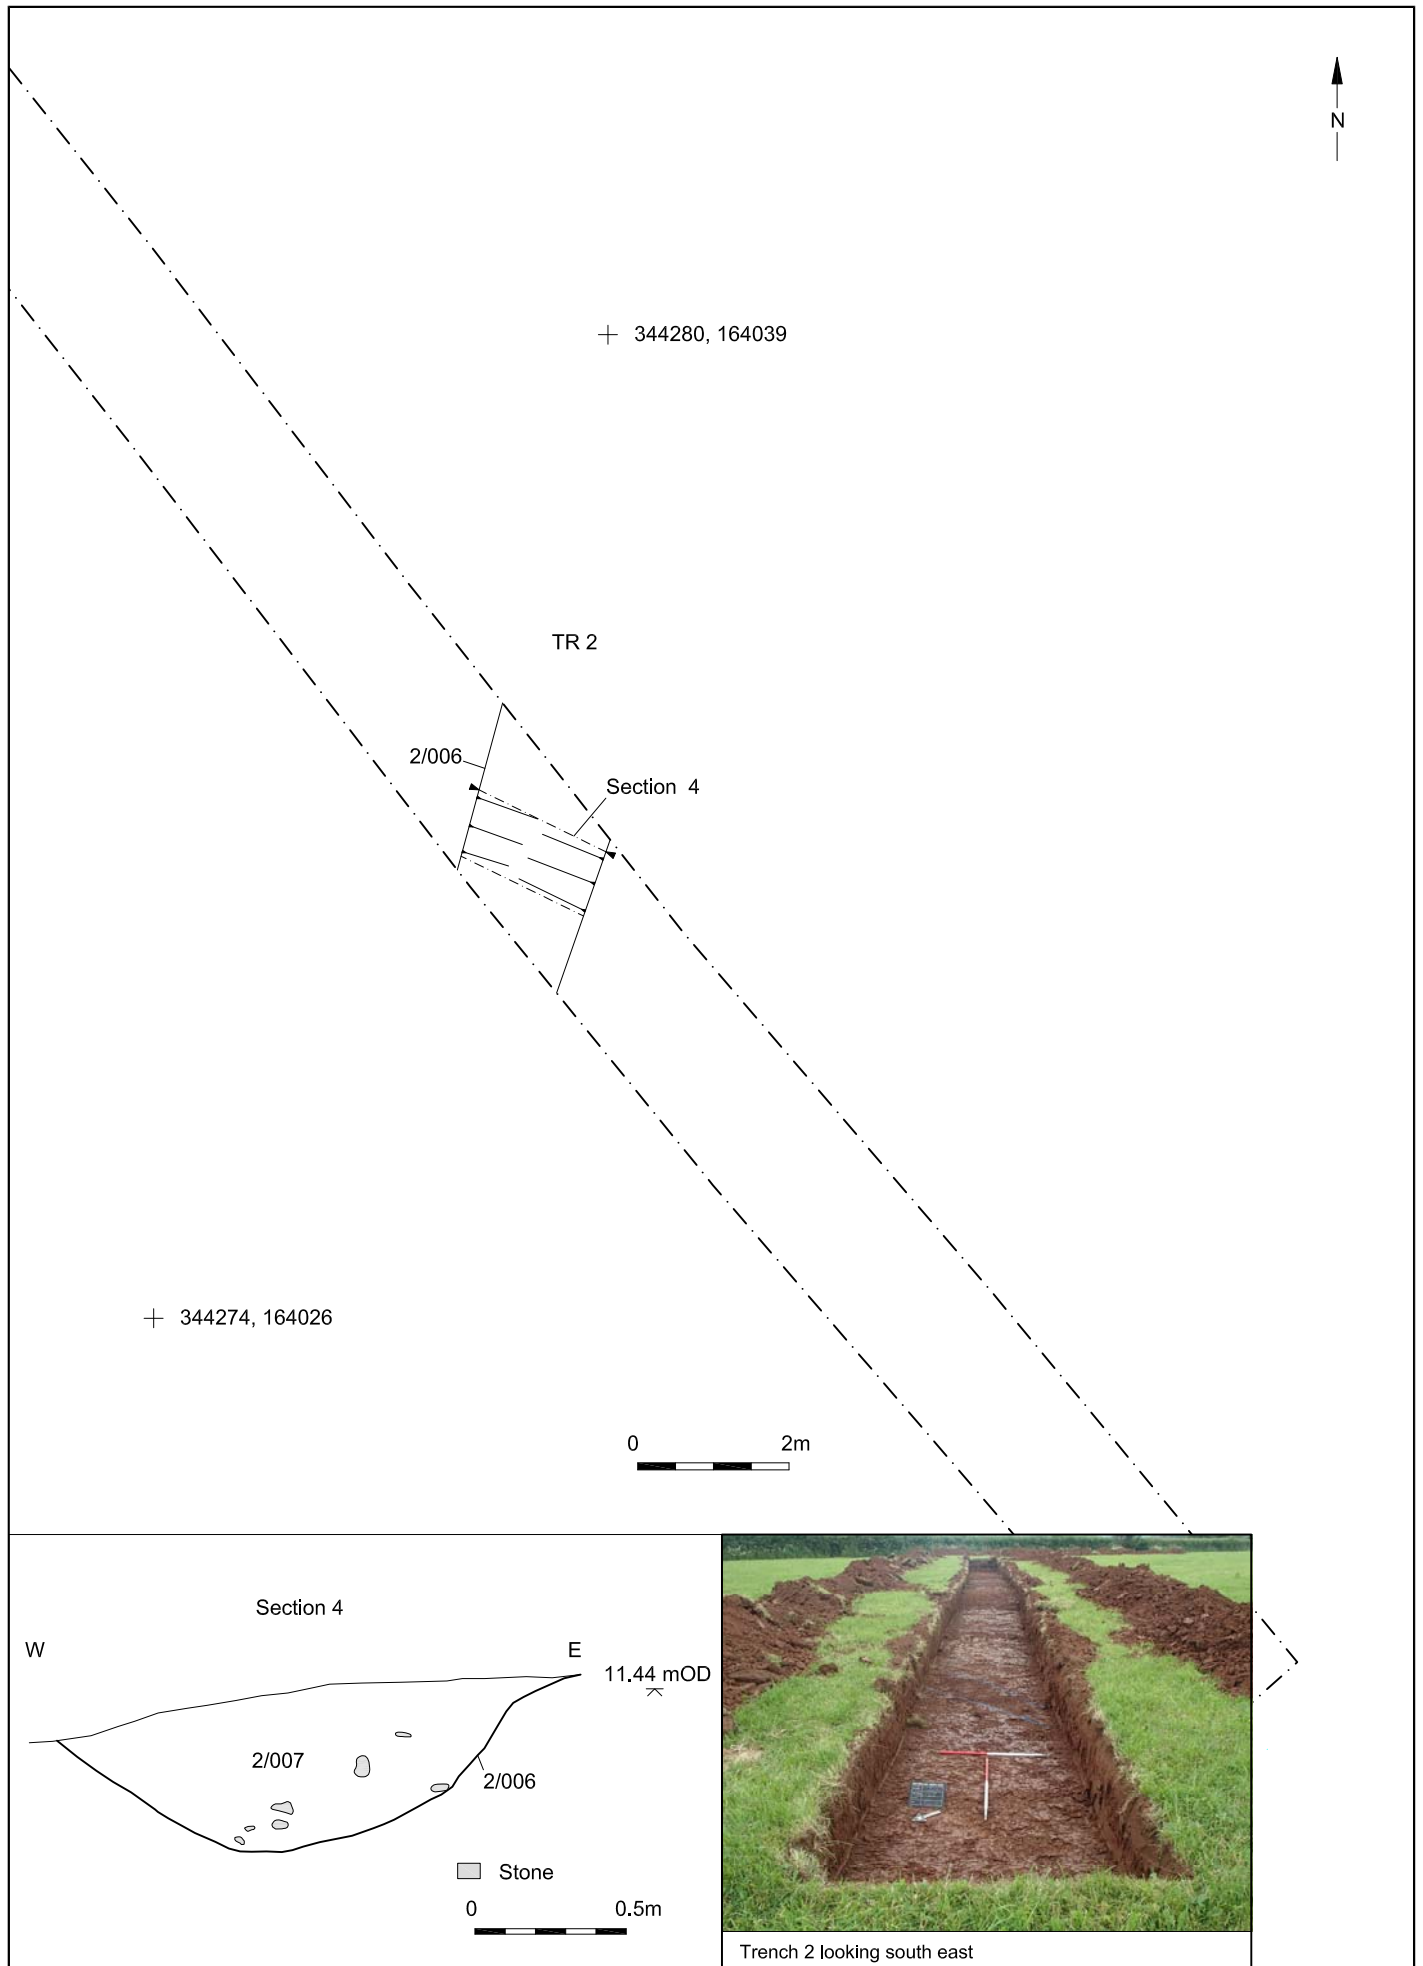 N
344280, 164039
TR 2
2/006
Section 4
344274, 164026
0 2m
Section 4
W E
11.44 mOD
2/007
2/006
Stone
0 0.5m
Trench 2 looking south east